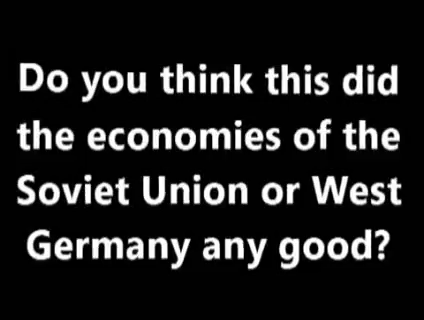 Do you think this did
the economies of the
Soviet Union or West
Germany any good?